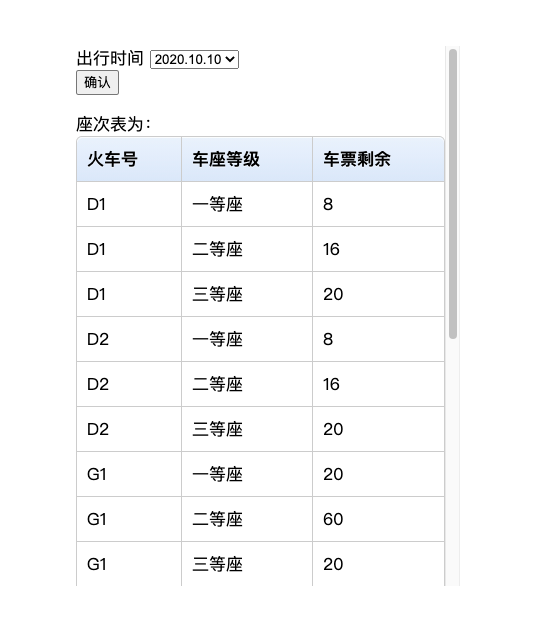 出行时间 2020.10.10
确认
座次表为：
火车号 车座等级 车票剩余
D1 一等座 8
D1 二等座 16
D1 三等座 20
D2 一等座 8
D2 二等座 16
D2 三等座 20
G1 一等座 20
G1 二等座 60
G1 三等座 20